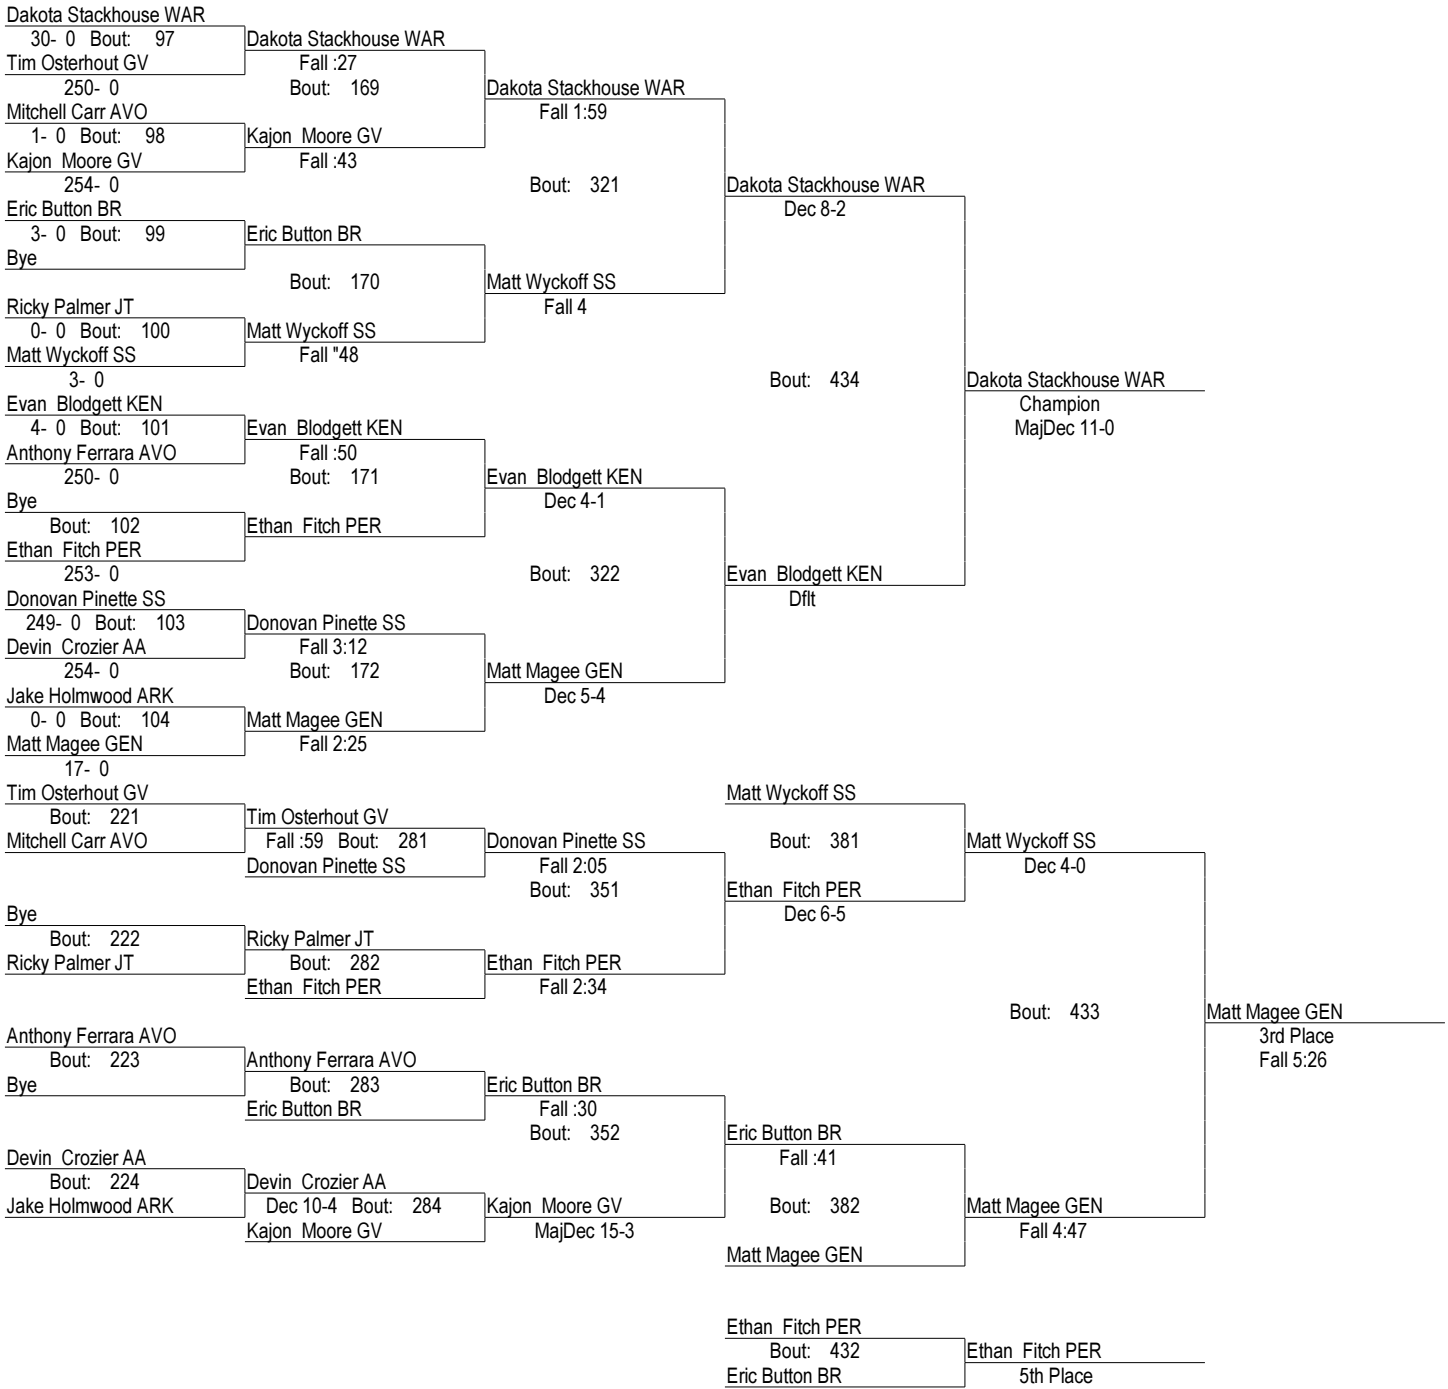 Dakota Stackhouse WAR
30- 0 Bout: 97
Dakota Stackhouse WAR
Tim Osterhout GV
Fall :27
250- 0
Bout: 169
Dakota Stackhouse WAR
Mitchell Carr AVO
Fall 1:59
1- 0 Bout: 98
Kajon Moore GV
Kajon Moore GV
Fall :43
254- 0
Bout: 321
Dakota Stackhouse WAR
Eric Button BR
Dec 8-2
3- 0 Bout: 99
Eric Button BR
Bye
Bout: 170
Matt Wyckoff SS
Ricky Palmer JT
Fall 4
0- 0 Bout: 100
Matt Wyckoff SS
Matt Wyckoff SS
Fall "48
3- 0
Bout: 434
Dakota Stackhouse WAR
Evan Blodgett KEN
Champion
4- 0 Bout: 101
Evan Blodgett KEN
MajDec 11-0
Anthony Ferrara AVO
Fall :50
250- 0
Bout: 171
Evan Blodgett KEN
Bye
Dec 4-1
Bout: 102
Ethan Fitch PER
Ethan Fitch PER
253- 0
Bout: 322
Evan Blodgett KEN
Donovan Pinette SS
Dflt
249- 0 Bout: 103
Donovan Pinette SS
Devin Crozier AA
Fall 3:12
254- 0
Bout: 172
Matt Magee GEN
Jake Holmwood ARK
Dec 5-4
0- 0 Bout: 104
Matt Magee GEN
Matt Magee GEN
Fall 2:25
17- 0
Tim Osterhout GV
Matt Wyckoff SS
Bout: 221
Tim Osterhout GV
Mitchell Carr AVO
Fall :59 Bout: 281
Donovan Pinette SS
Bout: 381
Matt Wyckoff SS
Donovan Pinette SS
Fall 2:05
Dec 4-0
Bout: 351
Ethan Fitch PER
Bye
Dec 6-5
Bout: 222
Ricky Palmer JT
Ricky Palmer JT
Bout: 282
Ethan Fitch PER
Ethan Fitch PER
Fall 2:34
Bout: 433
Matt Magee GEN
Anthony Ferrara AVO
3rd Place
Bout: 223
Anthony Ferrara AVO
Fall 5:26
Bye
Bout: 283
Eric Button BR
Eric Button BR
Fall :30
Bout: 352
Eric Button BR
Devin Crozier AA
Fall :41
Bout: 224
Devin Crozier AA
Jake Holmwood ARK
Dec 10-4 Bout: 284
Kajon Moore GV
Bout: 382
Matt Magee GEN
Kajon Moore GV
MajDec 15-3
Fall 4:47
Matt Magee GEN
Ethan Fitch PER
Bout: 432
Ethan Fitch PER
Eric Button BR
5th Place